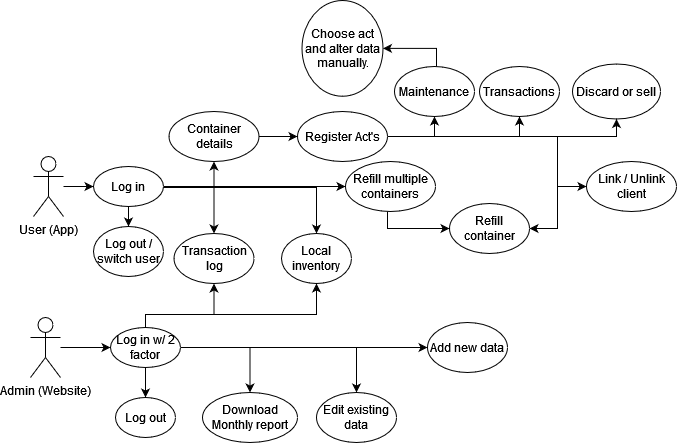 Choose act
and alter data
manually.
Maintenance
Transactions
Discard or sell
Container
details
Register Act's
Log in
Refill multiple
containers
Link / Unlink
client
User (App)
Refill
container
Log out /
switch user
Transaction
log
Local
inventory
Log in w/ 2
factor
Add new data
Admin (Website)
Log out
Download
Monthly report
Edit existing
data